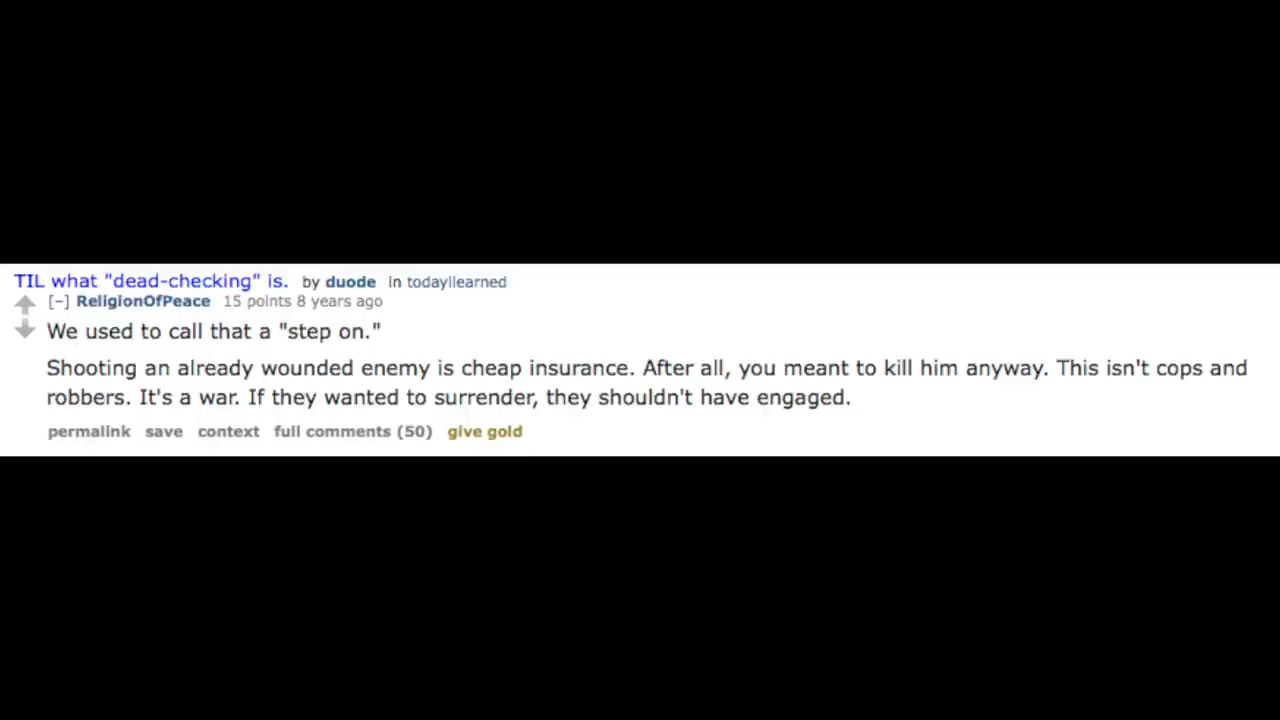 TIL what "dead-checking" is. by duode in todayilearned
[−] ReligionOfPeace 15 points 8 years ago
We used to call that a "step on."
Shooting an already wounded enemy is cheap insurance. After all, you meant to kill him anyway. This isn't cops and
robbers. It's a war. If they wanted to surrender, they shouldn't have engaged.
permalink save context full comments (50) give gold